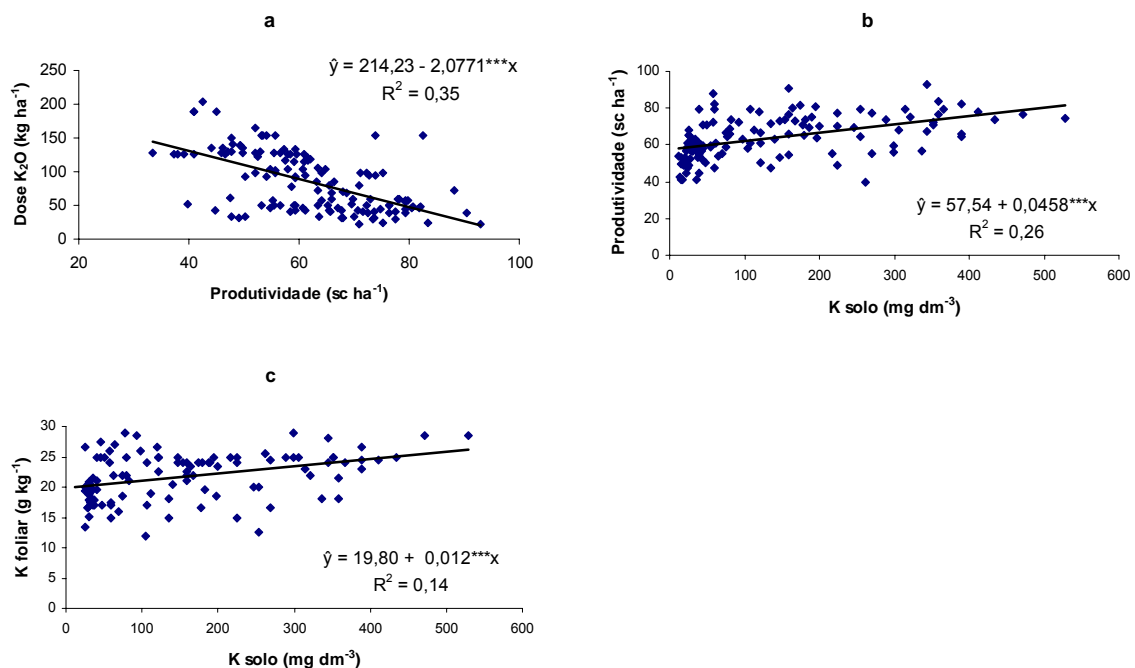 a
ŷ = 214,23 - 2,0771***x
R² = 0,35
Dose K₂O (kg ha⁻¹)
250
200
150
100
50
0
20 40 60 80 100
Produtividade (sc ha⁻¹)
b
Produtividade (sc ha⁻¹)
100
80
60
40
20
0
ŷ = 57,54 + 0,0458***x
R² = 0,26
0 100 200 300 400 500 600
K solo (mg dm⁻³)
c
K foliar (g kg⁻¹)
30
25
20
15
10
5
0
ŷ = 19,80 + 0,012***x
R² = 0,14
0 100 200 300 400 500 600
K solo (mg dm⁻³)